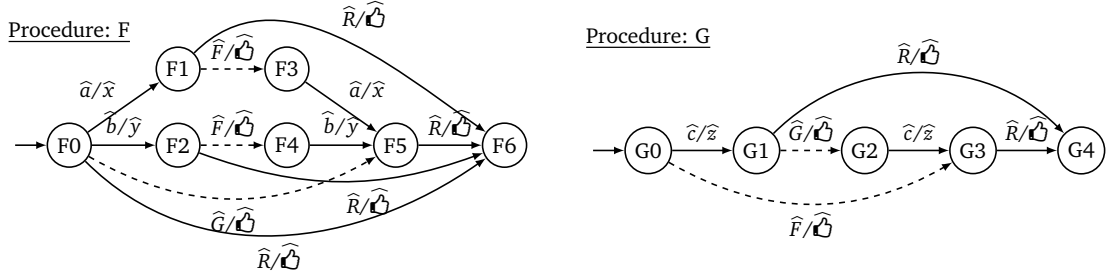 Procedure: F
R̂/👍̂
F̂/👍̂
F1
F3
â/x̂
â/x̂
b̂/ŷ
F̂/👍̂
b̂/ŷ
R̂/👍̂
F0
F2
F4
F5
F6
R̂/👍̂
Ĝ/👍̂
R̂/👍̂
Procedure: G
R̂/👍̂
ĉ/ẑ
Ĝ/👍̂
ĉ/ẑ
R̂/👍̂
G0
G1
G2
G3
G4
F̂/👍̂